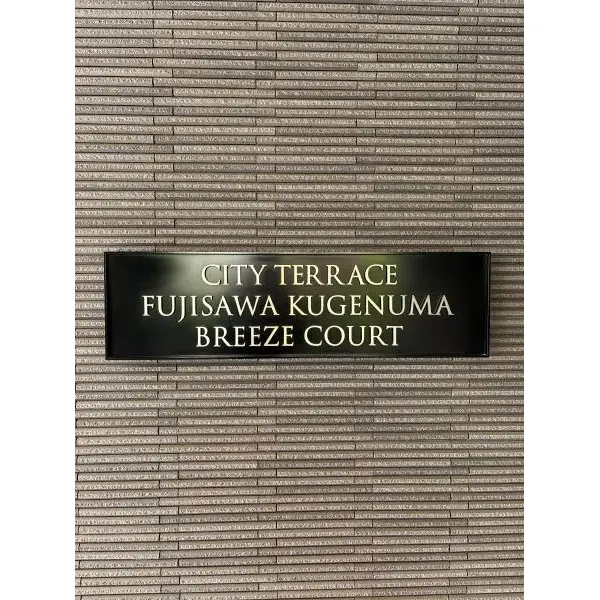 CITY TERRACE
FUJISAWA KUGENUMA
BREEZE COURT